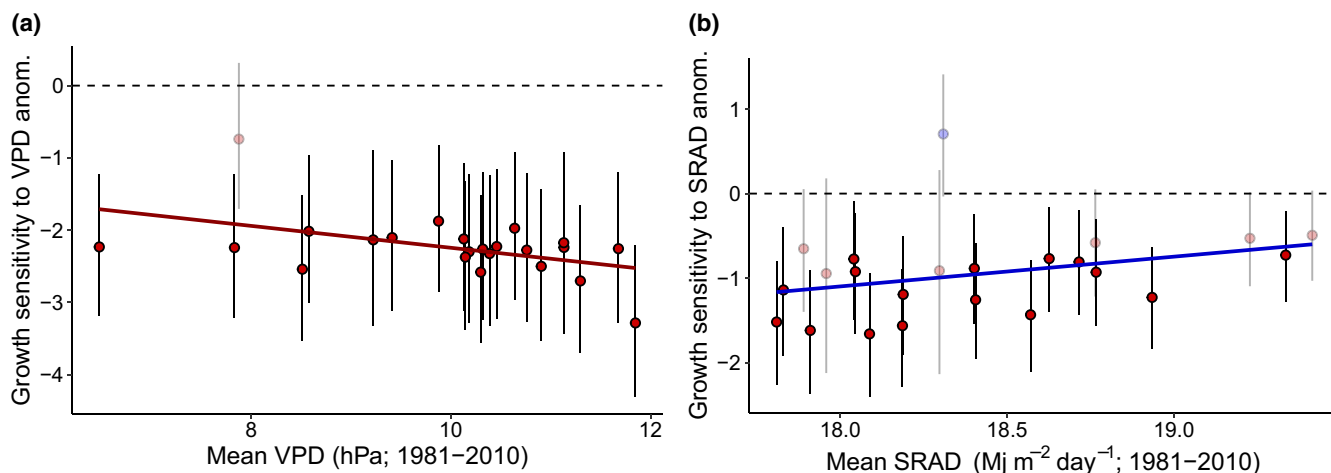 (a)
Growth sensitivity to VPD anom.
0
−1
−2
−3
−4
8
10
12
Mean VPD (hPa; 1981−2010)
(b)
Growth sensitivity to SRAD anom.
1
0
−1
−2
18.0
18.5
19.0
Mean SRAD (Mj m⁻² day⁻¹; 1981−2010)